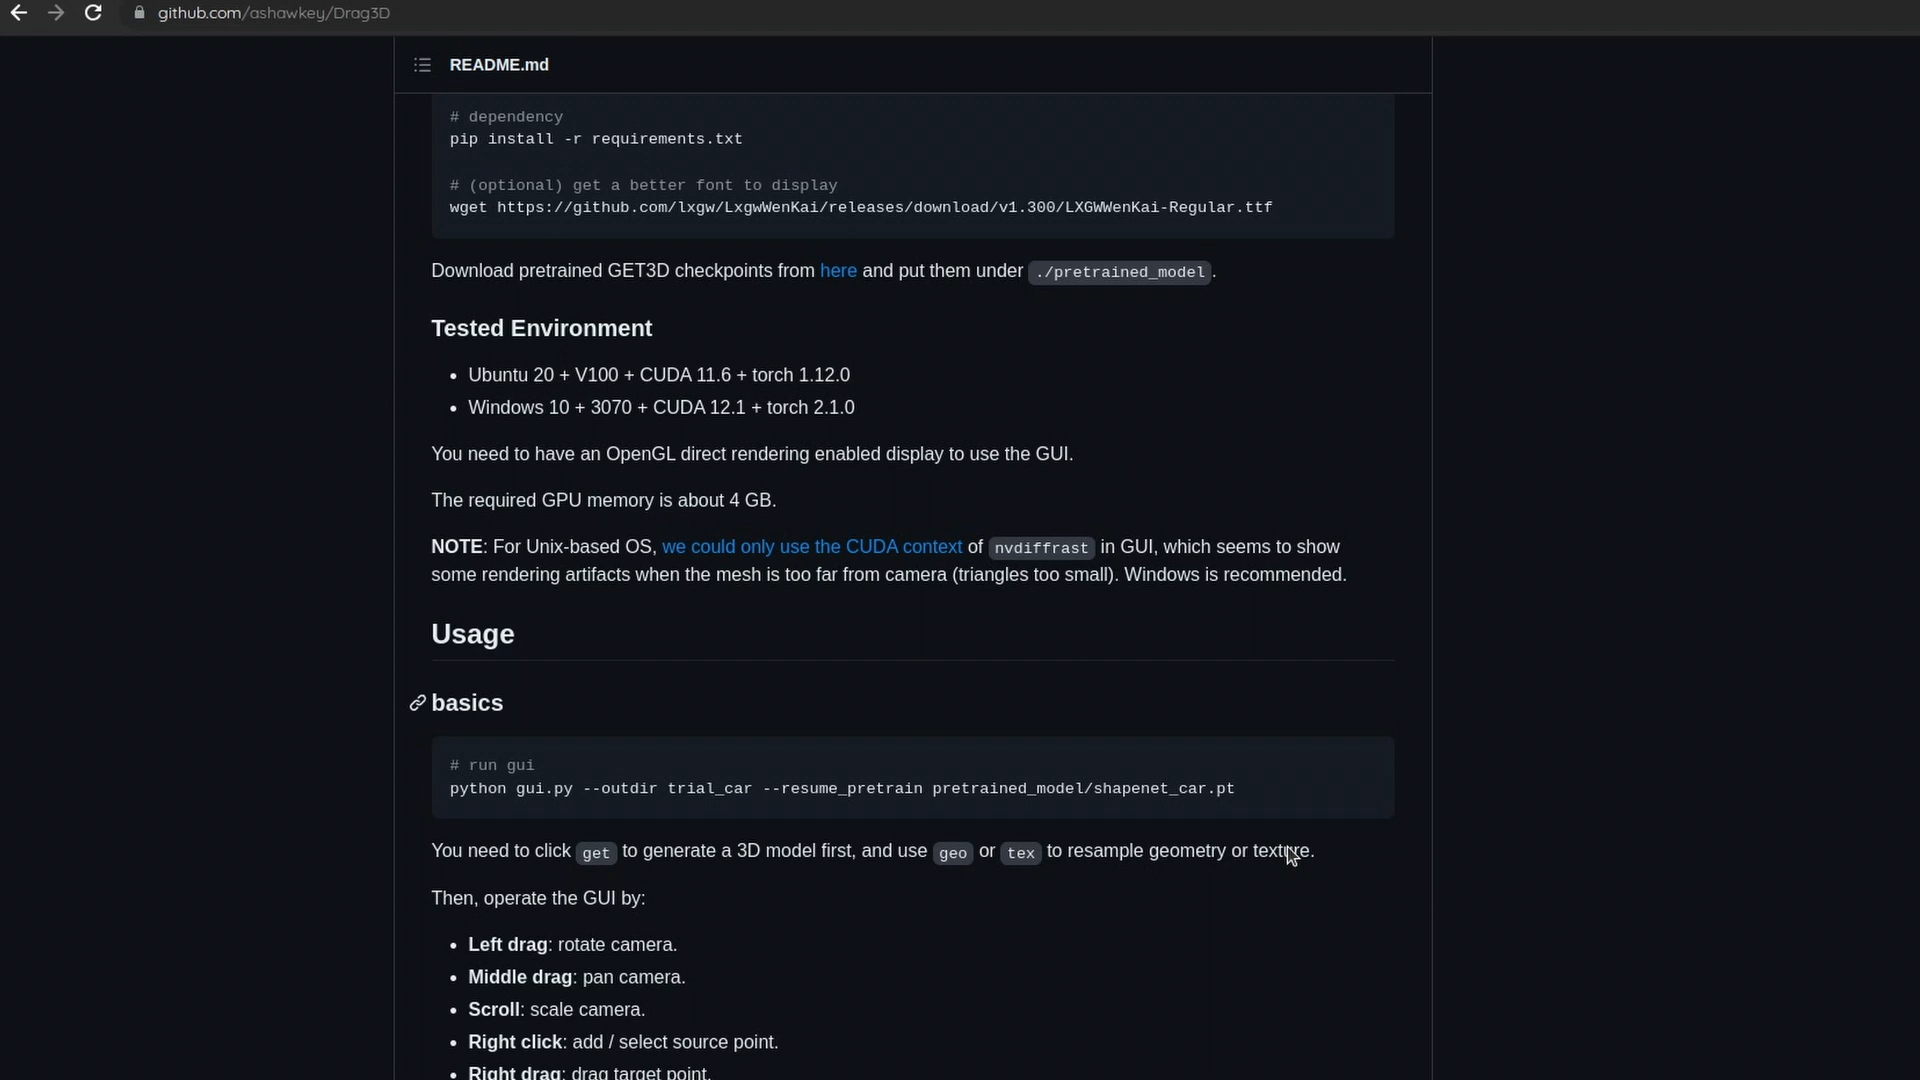 github.com/ashawkey/Drag3D
README.md
# dependency
pip install -r requirements.txt
# (optional) get a better font to display
wget https://github.com/lxgw/LxgwWenKai/releases/download/v1.300/LXGWWenKai-Regular.ttf
Download pretrained GET3D checkpoints from here and put them under ./pretrained_model.
Tested Environment
• Ubuntu 20 + V100 + CUDA 11.6 + torch 1.12.0
• Windows 10 + 3070 + CUDA 12.1 + torch 2.1.0
You need to have an OpenGL direct rendering enabled display to use the GUI.
The required GPU memory is about 4 GB.
NOTE: For Unix-based OS, we could only use the CUDA context of nvdiffrast in GUI, which seems to show
some rendering artifacts when the mesh is too far from camera (triangles too small). Windows is recommended.
Usage
basics
# run gui
python gui.py --outdir trial_car --resume_pretrain pretrained_model/shapenet_car.pt
You need to click get to generate a 3D model first, and use geo or tex to resample geometry or texture.
Then, operate the GUI by:
• Left drag: rotate camera.
• Middle drag: pan camera.
• Scroll: scale camera.
• Right click: add / select source point.
• Right drag: drag target point.